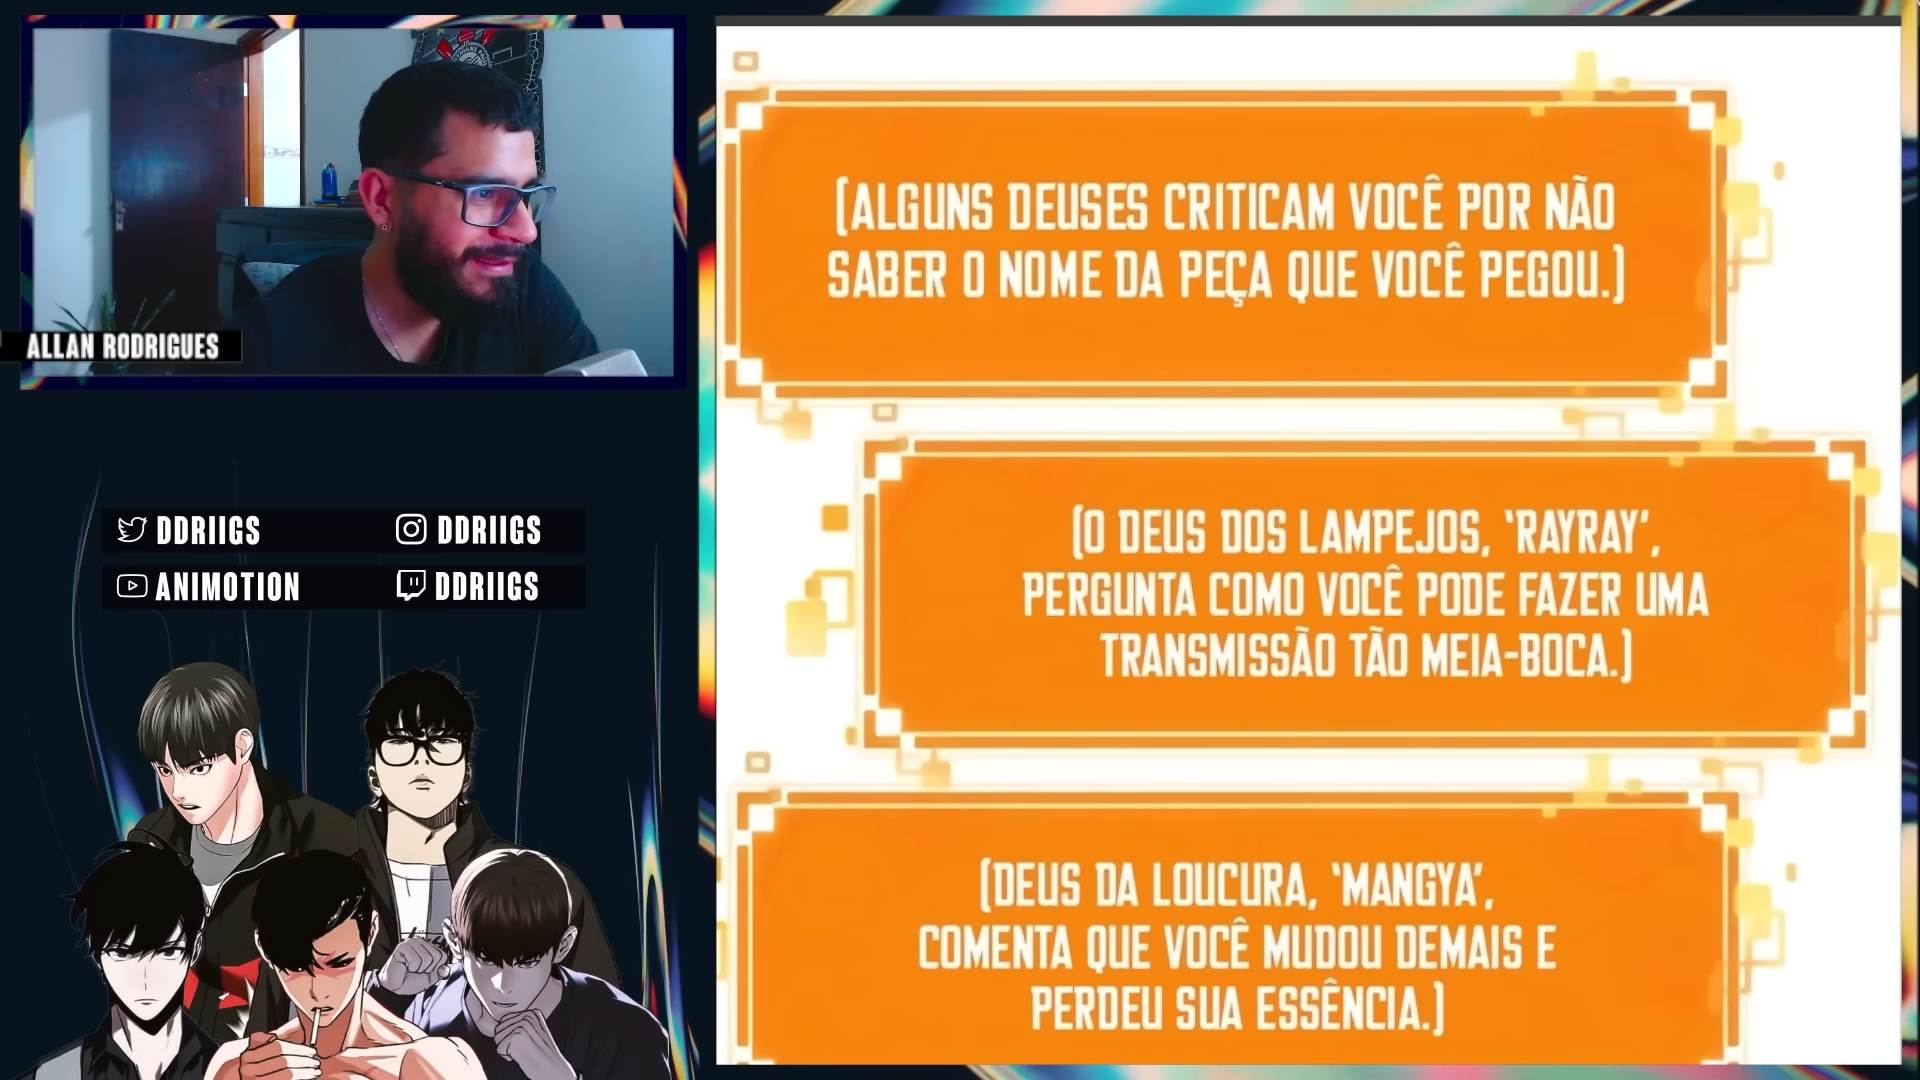 ALLAN RODRIGUES
DDRIIGS
DDRIIGS
ANIMOTION
DDRIIGS
(ALGUNS DEUSES CRITICAM VOCÊ POR NÃO
SABER O NOME DA PEÇA QUE VOCÊ PEGOU.)
(O DEUS DOS LAMPEJOS, ‘RAYRAY’,
PERGUNTA COMO VOCÊ PODE FAZER UMA
TRANSMISSÃO TÃO MEIA-BOCA.)
(DEUS DA LOUCURA, ‘MANGYA’,
COMENTA QUE VOCÊ MUDOU DEMAIS E
PERDEU SUA ESSÊNCIA.)